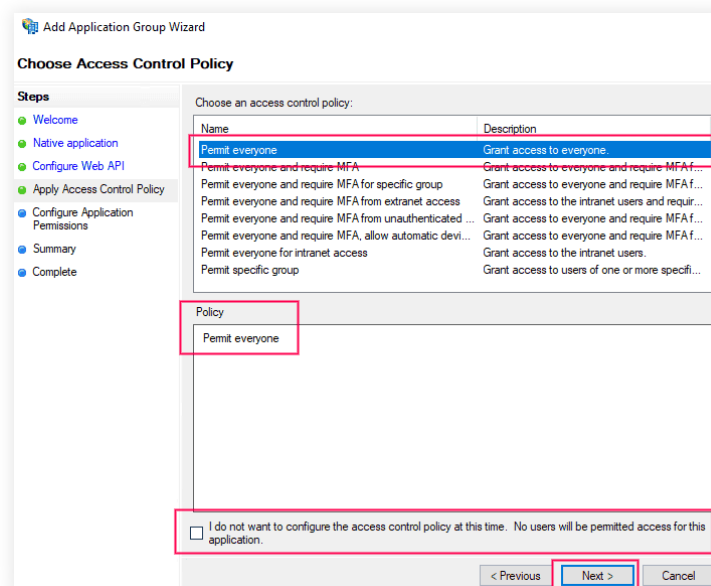 Add Application Group Wizard
Choose Access Control Policy
Steps
Welcome
Native application
Configure Web API
Apply Access Control Policy
Configure Application
Permissions
Summary
Complete
Choose an access control policy:
Name Description
Permit everyone Grant access to everyone.
Permit everyone and require MFA Grant access to everyone and require MFA f...
Permit everyone and require MFA for specific group Grant access to everyone and require MFA f...
Permit everyone and require MFA from extranet access Grant access to the intranet users and requir...
Permit everyone and require MFA from unauthenticated ... Grant access to everyone and require MFA f...
Permit everyone and require MFA, allow automatic devi... Grant access to everyone and require MFA f...
Permit everyone for intranet access Grant access to the intranet users.
Permit specific group Grant access to users of one or more specifi...
Policy
Permit everyone
I do not want to configure the access control policy at this time. No users will be permitted access for this
application.
< Previous Next > Cancel